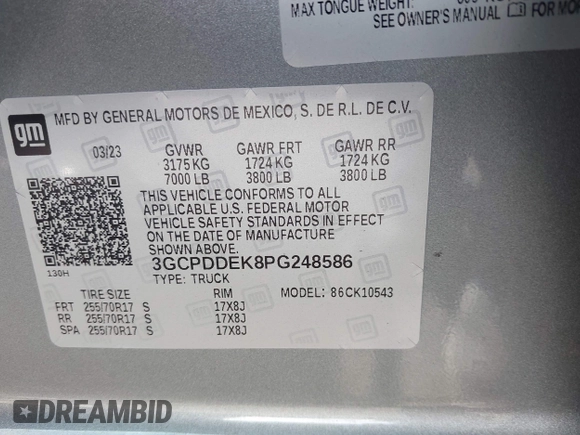 MAX TONGUE WEIGHT:
SEE OWNER'S MANUAL FOR MO
gm
MFD BY GENERAL MOTORS DE MEXICO, S. DE R.L. DE C.V.
03/23 GVWR GAWR FRT GAWR RR
3175 KG 1724 KG 1724 KG
7000 LB 3800 LB 3800 LB
THIS VEHICLE CONFORMS TO ALL
APPLICABLE U.S. FEDERAL MOTOR
VEHICLE SAFETY STANDARDS IN EFFECT
ON THE DATE OF MANUFACTURE
SHOWN ABOVE.
130H
3GCPDDEK8PG248586
TYPE: TRUCK
TIRE SIZE RIM MODEL: 86CK10543
FRT 255/70R17 S 17X8J
RR 255/70R17 S 17X8J
SPA 255/70R17 S 17X8J
DREAMBID